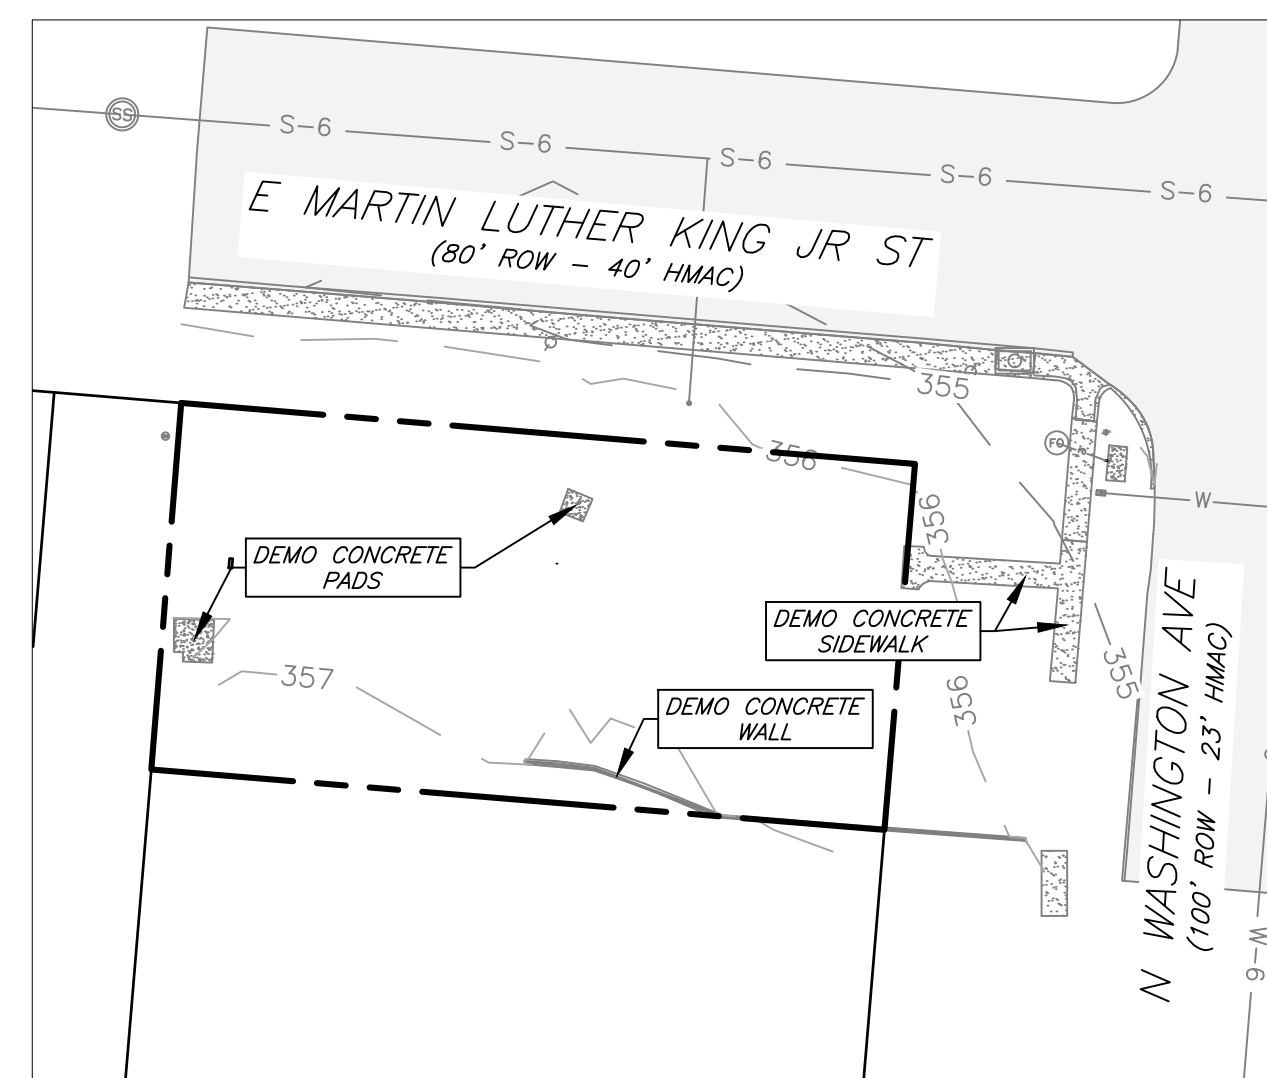 SS
S-6
S-6
S-6
S-6
S-6
E MARTIN LUTHER KING JR ST
(80' ROW - 40' HMAC)
355
356
FO
W
356
DEMO CONCRETE
PADS
DEMO CONCRETE
SIDEWALK
355
357
356
DEMO CONCRETE
WALL
N WASHINGTON AVE
(100' ROW - 23' HMAC)
W-6